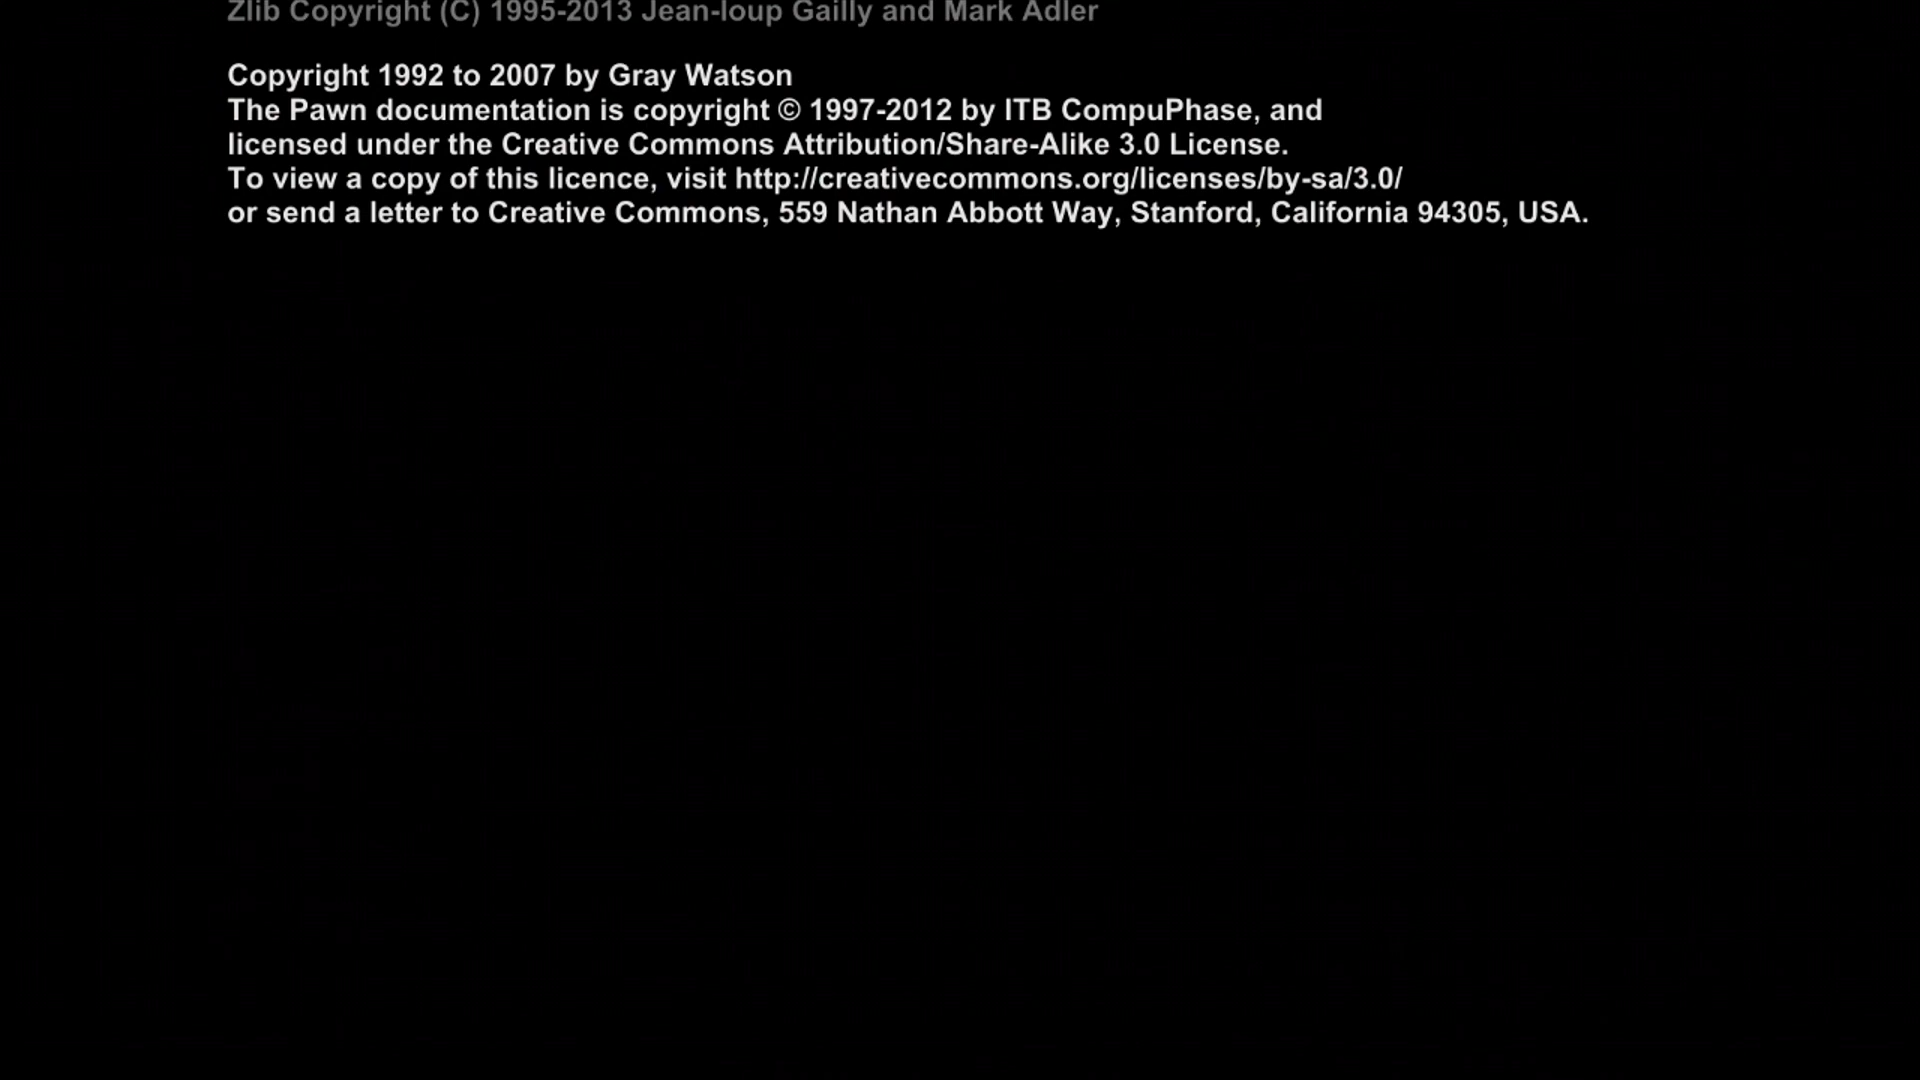 Zlib Copyright (C) 1995-2013 Jean-loup Gailly and Mark Adler
Copyright 1992 to 2007 by Gray Watson
The Pawn documentation is copyright © 1997-2012 by ITB CompuPhase, and
licensed under the Creative Commons Attribution/Share-Alike 3.0 License.
To view a copy of this licence, visit http://creativecommons.org/licenses/by-sa/3.0/
or send a letter to Creative Commons, 559 Nathan Abbott Way, Stanford, California 94305, USA.